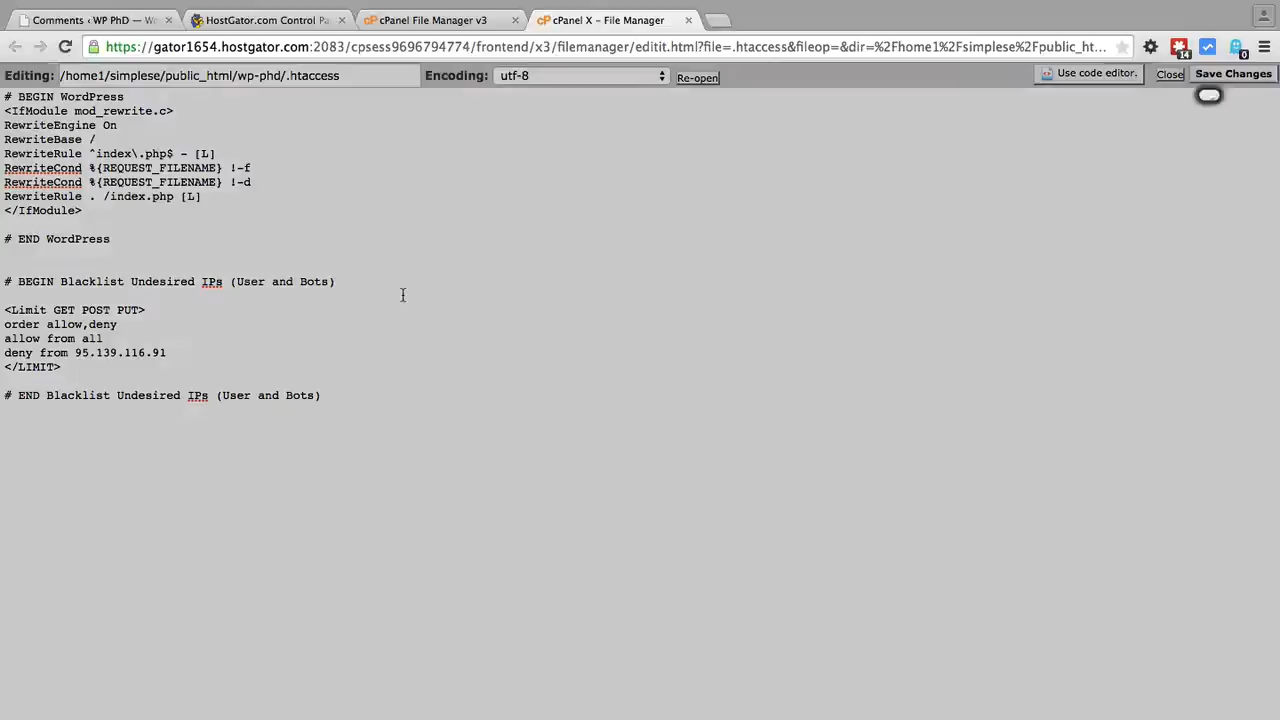 Comments ‹ WP PhD — Wo
HostGator.com Control Pa
cPanel File Manager v3
cPanel X – File Manager
https://gator1654.hostgator.com:2083/cpsess9696794774/frontend/x3/filemanager/editit.html?file=.htaccess&fileop=&dir=%2Fhome1%2Fsimplese%2Fpublic_ht...
14
0
Editing: /home1/simplese/public_html/wp-phd/.htaccess Encoding: utf-8 Re-open Use code editor. Close Save Changes
# BEGIN WordPress
<IfModule mod_rewrite.c>
RewriteEngine On
RewriteBase /
RewriteRule ^index\.php$ - [L]
RewriteCond %{REQUEST_FILENAME} !-f
RewriteCond %{REQUEST_FILENAME} !-d
RewriteRule . /index.php [L]
</IfModule>
# END WordPress
# BEGIN Blacklist Undesired IPs (User and Bots)
<Limit GET POST PUT>
order allow,deny
allow from all
deny from 95.139.116.91
</LIMIT>
# END Blacklist Undesired IPs (User and Bots)